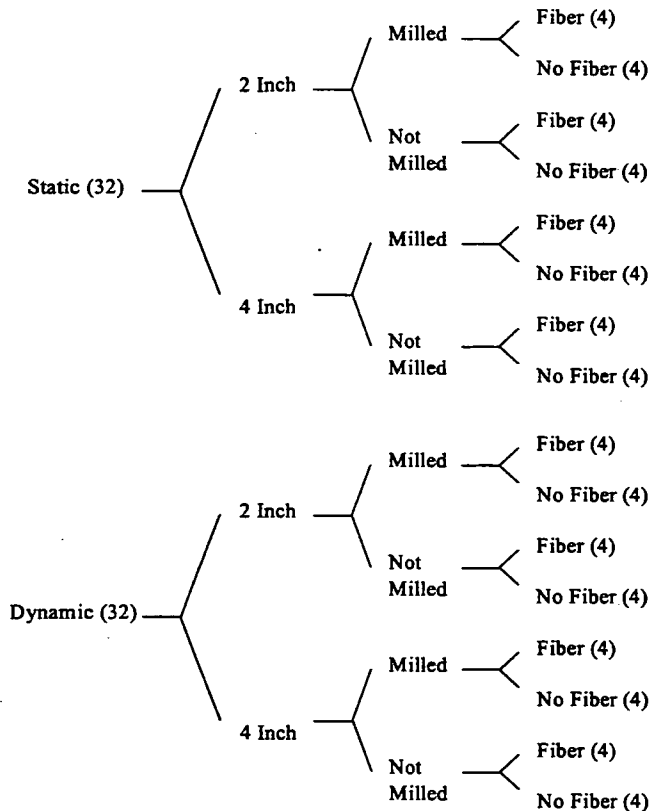 Fiber (4)
Milled
No Fiber (4)
2 Inch
Fiber (4)
Not
Milled
No Fiber (4)
Static (32)
Fiber (4)
Milled
No Fiber (4)
4 Inch
Fiber (4)
Not
Milled
No Fiber (4)
Fiber (4)
Milled
No Fiber (4)
2 Inch
Fiber (4)
Not
Milled
No Fiber (4)
Dynamic (32)
Fiber (4)
Milled
No Fiber (4)
4 Inch
Fiber (4)
Not
Milled
No Fiber (4)